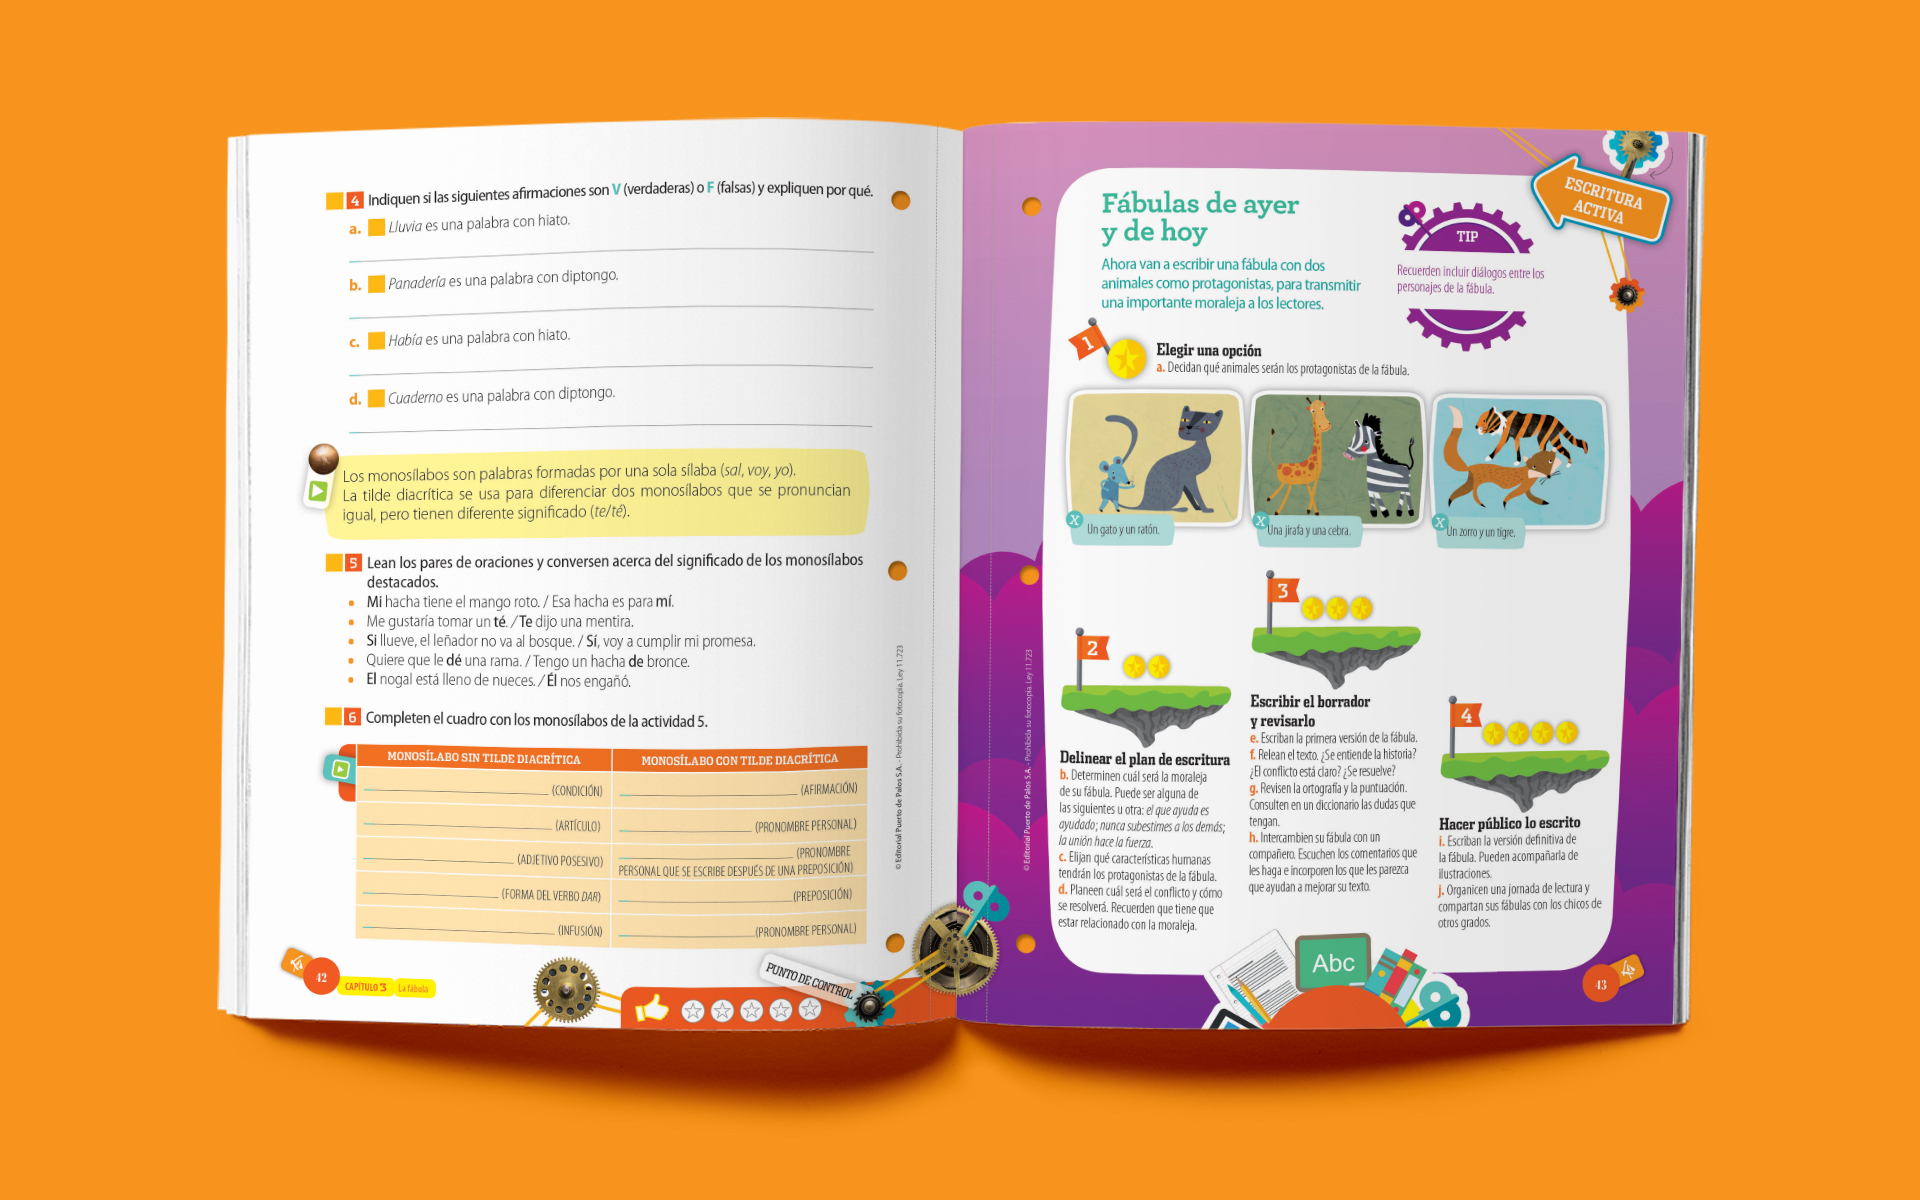 4 Indiquen si las siguientes afirmaciones son V (verdaderas) o F (falsas) y expliquen por qué.
a. Lluvia es una palabra con hiato.
b. Panadería es una palabra con diptongo.
c. Había es una palabra con hiato.
d. Cuaderno es una palabra con diptongo.
Los monosílabos son palabras formadas por una sola sílaba (sal, voy, yo).
La tilde diacrítica se usa para diferenciar dos monosílabos que se pronuncian
igual, pero tienen diferente significado (te/té).
5 Lean los pares de oraciones y conversen acerca del significado de los monosílabos
destacados.
• Mi hacha tiene el mango roto. / Esa hacha es para mí.
• Me gustaría tomar un té. / Te dijo una mentira.
• Si llueve, el leñador no va al bosque. / Sí, voy a cumplir mi promesa.
• Quiere que le dé una rama. / Tengo un hacha de bronce.
• El nogal está lleno de nueces. / Él nos engañó.
6 Completen el cuadro con los monosílabos de la actividad 5.
MONOSÍLABO SIN TILDE DIACRÍTICA
MONOSÍLABO CON TILDE DIACRÍTICA
(CONDICIÓN)
(AFIRMACIÓN)
(ARTÍCULO)
(PRONOMBRE PERSONAL)
(ADJETIVO POSESIVO)
(PRONOMBRE
PERSONAL QUE SE ESCRIBE DESPUÉS DE UNA PREPOSICIÓN)
(FORMA DEL VERBO DAR)
(PREPOSICIÓN)
(INFUSIÓN)
(PRONOMBRE PERSONAL)
© Editorial Puerto de Palos S.A. - Prohibida su fotocopia. Ley 11.723
42
CAPÍTULO 3 La fábula
PUNTO DE CONTROL
ESCRITURA
ACTIVA
Fábulas de ayer
y de hoy
Ahora van a escribir una fábula con dos
animales como protagonistas, para transmitir
una importante moraleja a los lectores.
TIP
Recuerden incluir diálogos entre los
personajes de la fábula.
1
Elegir una opción
a. Decidan qué animales serán los protagonistas de la fábula.
X Un gato y un ratón.
X Una jirafa y una cebra.
X Un zorro y un tigre.
2
Delinear el plan de escritura
b. Determinen cuál será la moraleja
de su fábula. Puede ser alguna de
las siguientes u otra: el que ayuda es
ayudado; nunca subestimes a los demás;
la unión hace la fuerza.
c. Elijan qué características humanas
tendrán los protagonistas de la fábula.
d. Planeen cuál será el conflicto y cómo
se resolverá. Recuerden que tiene que
estar relacionado con la moraleja.
3
Escribir el borrador
y revisarlo
e. Escriban la primera versión de la fábula.
f. Relean el texto. ¿Se entiende la historia?
¿El conflicto está claro? ¿Se resuelve?
g. Revisen la ortografía y la puntuación.
Consulten en un diccionario las dudas que
tengan.
h. Intercambien su fábula con un
compañero. Escuchen los comentarios que
les haga e incorporen los que les parezca
que ayudan a mejorar su texto.
4
Hacer público lo escrito
i. Escriban la versión definitiva de
la fábula. Pueden acompañarla de
ilustraciones.
j. Organicen una jornada de lectura y
compartan sus fábulas con los chicos de
otros grados.
© Editorial Puerto de Palos S.A. - Prohibida su fotocopia. Ley 11.723
Abc
43